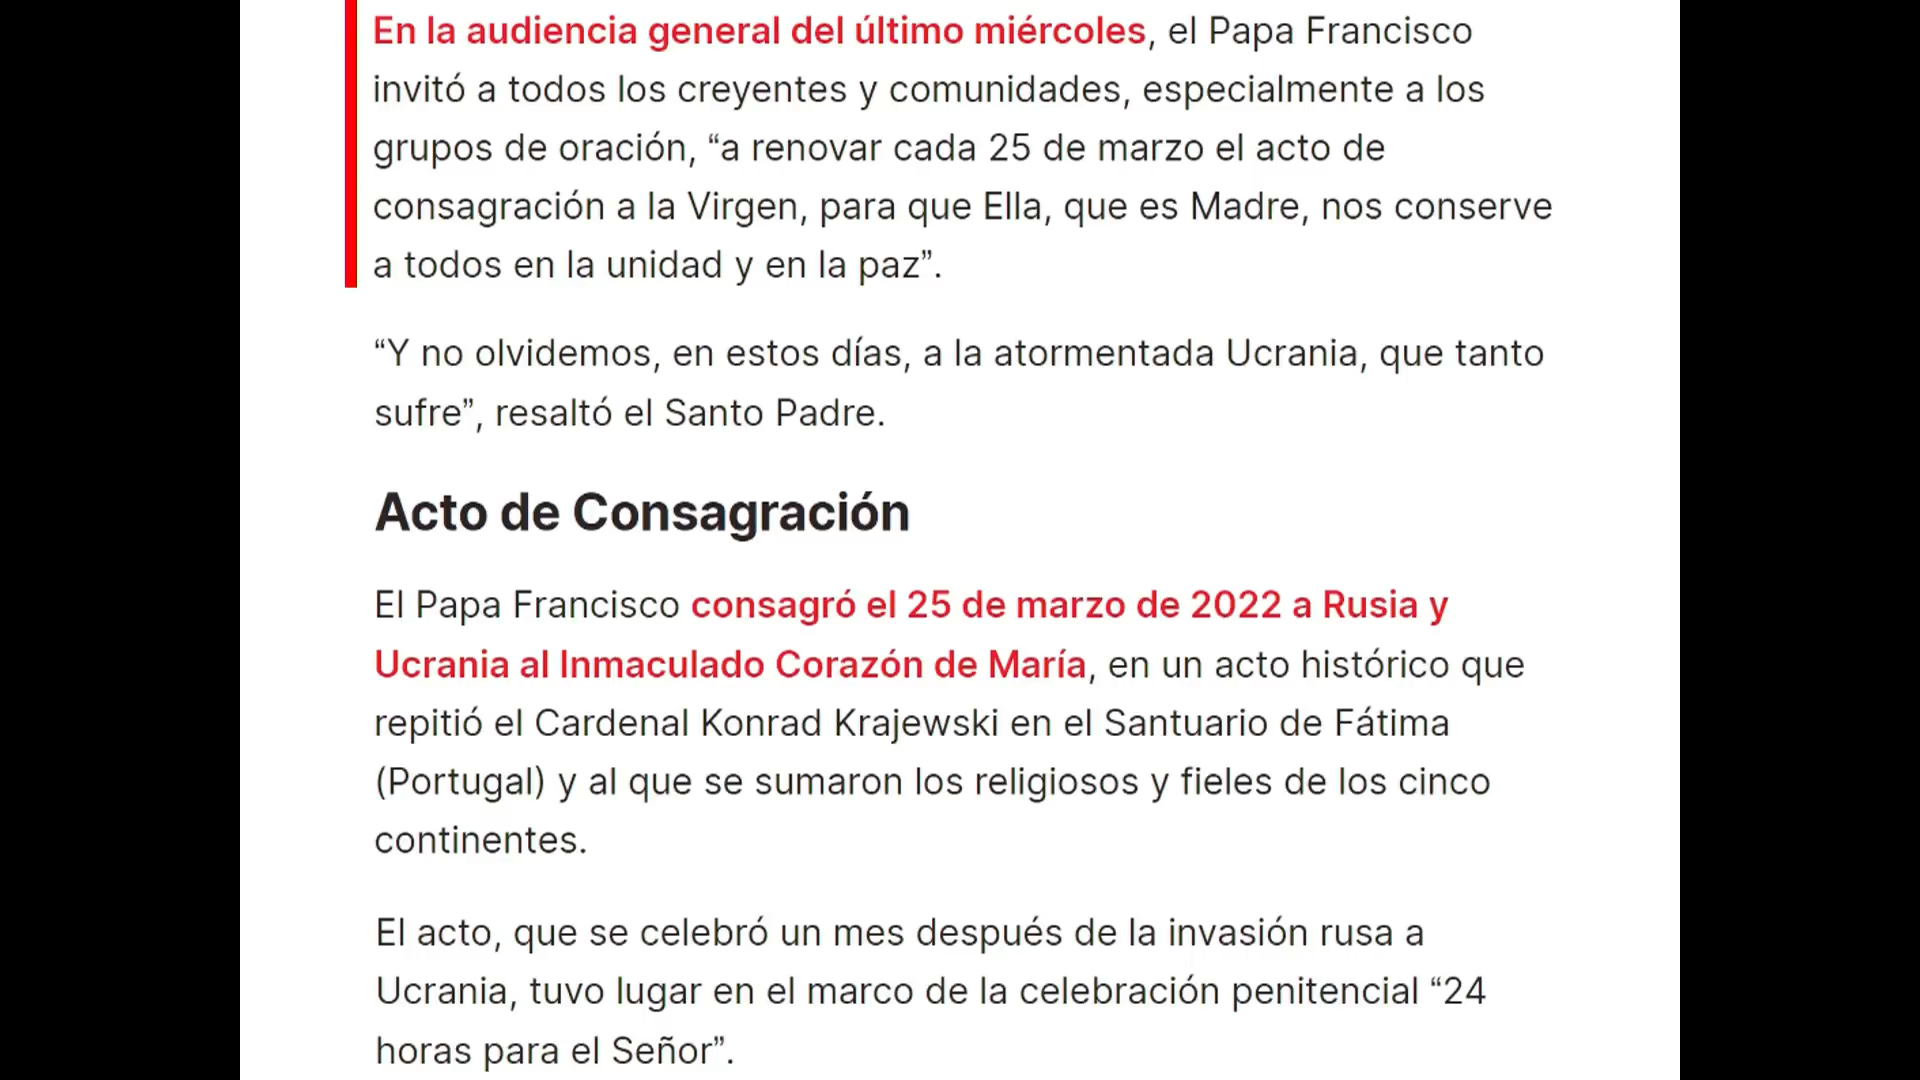 En la audiencia general del último miércoles, el Papa Francisco
invitó a todos los creyentes y comunidades, especialmente a los
grupos de oración, “a renovar cada 25 de marzo el acto de
consagración a la Virgen, para que Ella, que es Madre, nos conserve
a todos en la unidad y en la paz”.
“Y no olvidemos, en estos días, a la atormentada Ucrania, que tanto
sufre”, resaltó el Santo Padre.
Acto de Consagración
El Papa Francisco consagró el 25 de marzo de 2022 a Rusia y
Ucrania al Inmaculado Corazón de María, en un acto histórico que
repitió el Cardenal Konrad Krajewski en el Santuario de Fátima
(Portugal) y al que se sumaron los religiosos y fieles de los cinco
continentes.
El acto, que se celebró un mes después de la invasión rusa a
Ucrania, tuvo lugar en el marco de la celebración penitencial “24
horas para el Señor”.